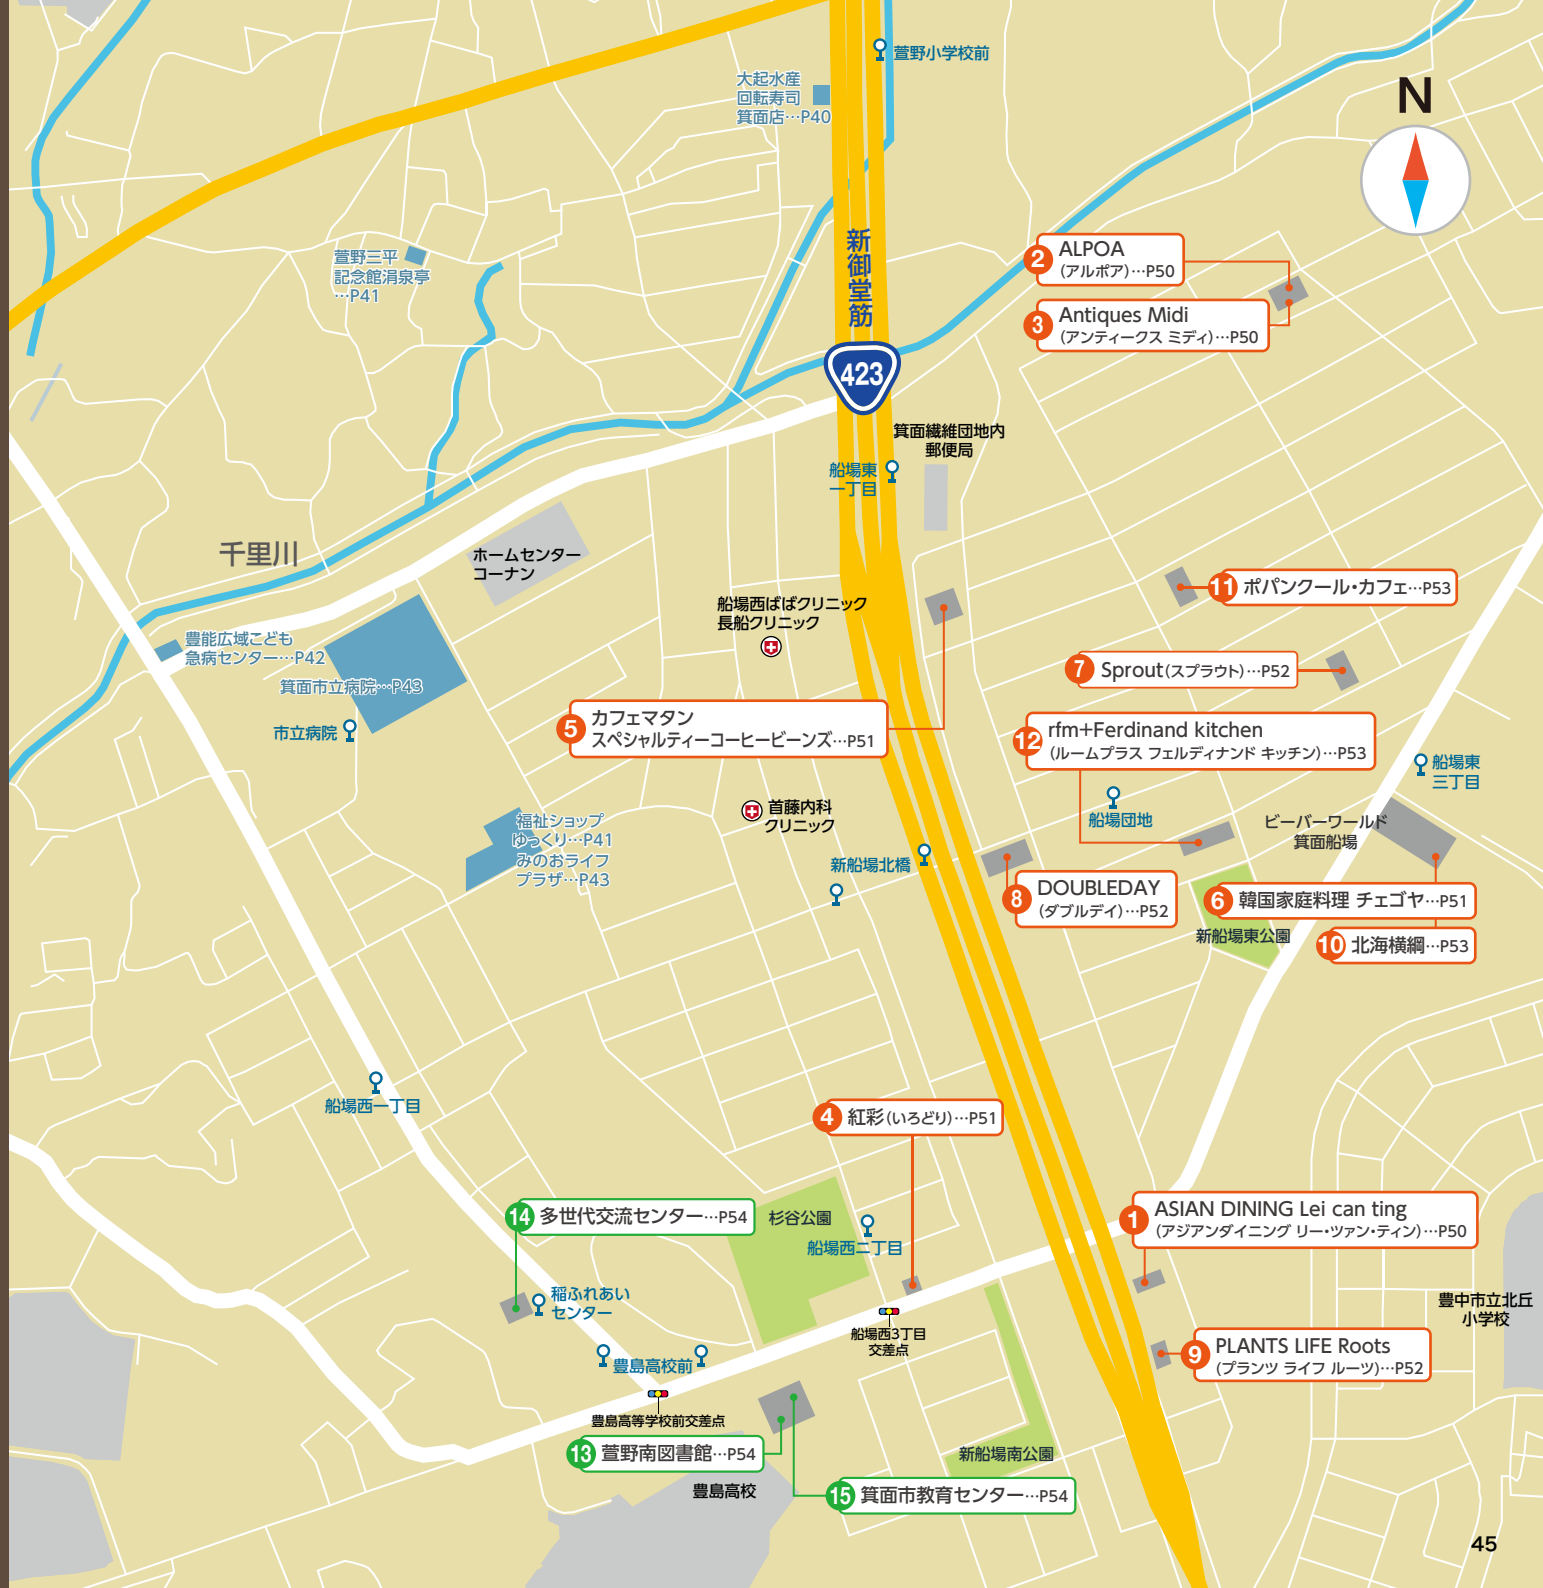 萱野小学校前
大起水産
回転寿司
箕面店…P40
N
新御堂筋
423
萱野三平
記念館涓泉亭
…P41
2 ALPOA
(アルポア)…P50
3 Antiques Midi
(アンティークス ミディ)…P50
箕面繊維団地内
郵便局
船場東
一丁目
千里川
ホームセンター
コーナン
船場西ばばクリニック
長船クリニック
11 ポパンクール・カフェ…P53
豊能広域こども
急病センター…P42
箕面市立病院…P43
市立病院
7 Sprout(スプラウト)…P52
5 カフェマタン
スペシャルティーコーヒービーンズ…P51
12 rfm+Ferdinand kitchen
(ルームプラス フェルディナンド キッチン)…P53
船場東
三丁目
船場団地
ビーバーワールド
箕面船場
首藤内科
クリニック
福祉ショップ
ゆっくり…P41
みのおライフ
プラザ…P43
新船場北橋
8 DOUBLEDAY
(ダブルデイ)…P52
6 韓国家庭料理 チェゴヤ…P51
新船場東公園
10 北海横綱…P53
船場西一丁目
4 紅彩(いろどり)…P51
14 多世代交流センター…P54
杉谷公園
船場西二丁目
1 ASIAN DINING Lei can ting
(アジアンダイニング リー・ツァン・ティン)…P50
稲ふれあい
センター
豊中市立北丘
小学校
船場西3丁目
交差点
豊島高校前
9 PLANTS LIFE Roots
(プランツ ライフ ルーツ)…P52
豊島高等学校前交差点
13 萱野南図書館…P54
新船場南公園
豊島高校
15 箕面市教育センター…P54
45